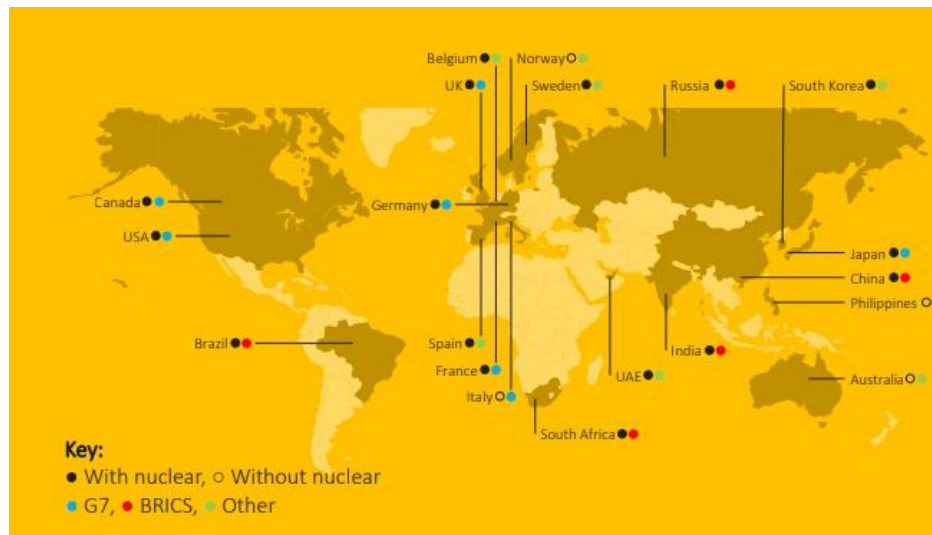 Belgium
Norway
UK
Sweden
Russia
South Korea
Canada
Germany
USA
Japan
China
Philippines
Brazil
Spain
India
France
UAE
Australia
Italy
South Africa
Key:
With nuclear, Without nuclear
G7, BRICS, Other